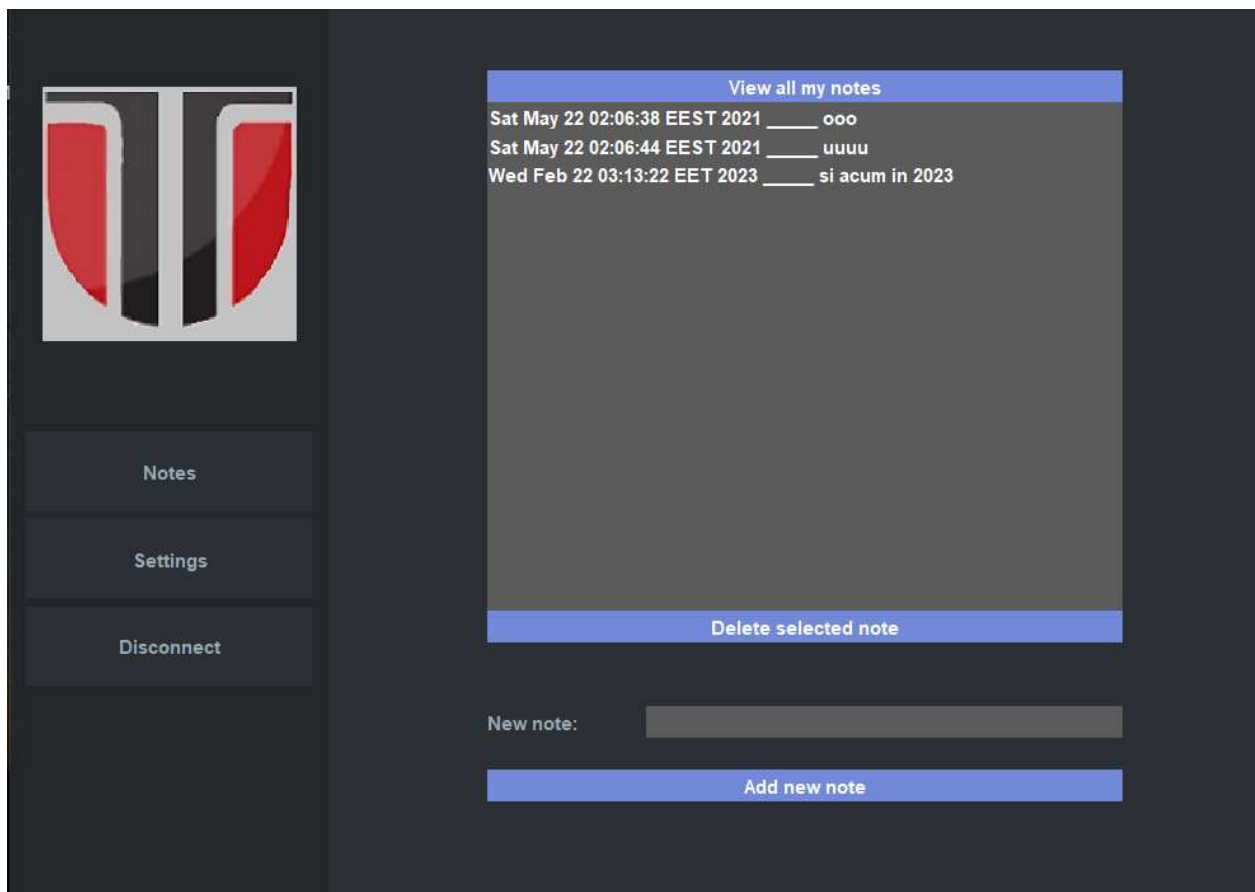 View all my notes
Sat May 22 02:06:38 EEST 2021 _____ ooo
Sat May 22 02:06:44 EEST 2021 _____ uuuu
Wed Feb 22 03:13:22 EET 2023 _____ si acum in 2023
Notes
Settings
Disconnect
Delete selected note
New note:
Add new note